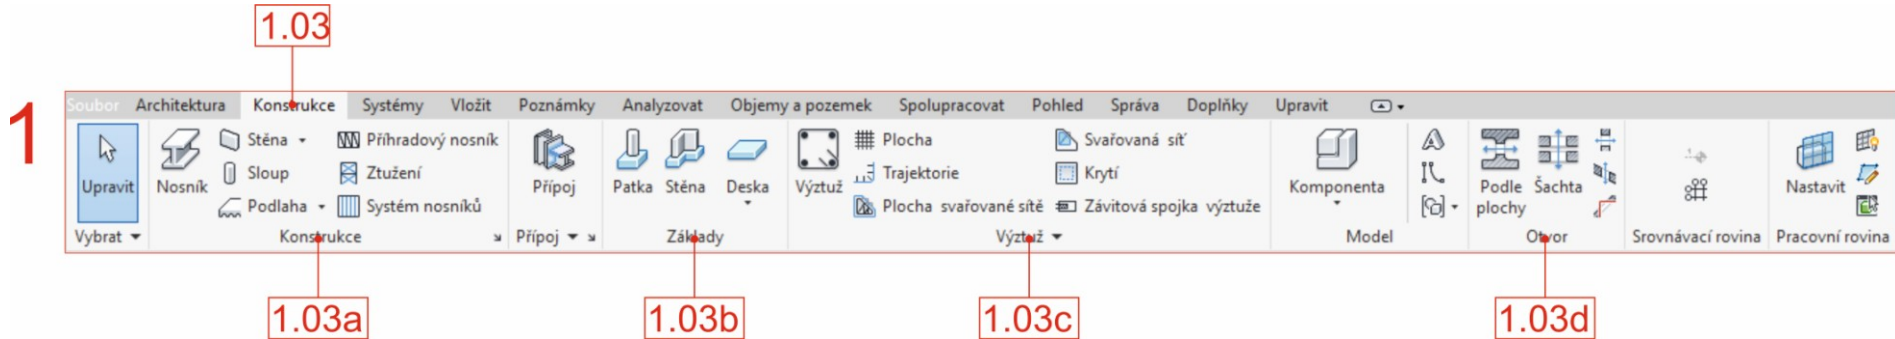 1.03
1
Soubor Architektura Konstrukce Systémy Vložit Poznámky Analyzovat Objemy a pozemek Spolupracovat Pohled Správa Doplňky Upravit
Stěna Příhradový nosník Plocha Svařovaná síť
Sloup Ztužení Trajektorie Krytí
Upravit Nosník Přípoj Patka Stěna Deska Výztuž Komponenta Podle plochy Šachta Nastavit
Podlaha Systém nosníků Plocha svařované sítě Závitová spojka výztuže
Vybrat Konstrukce Přípoj Základy Výztuž Model Otvor Srovnávací rovina Pracovní rovina
1.03a 1.03b 1.03c 1.03d